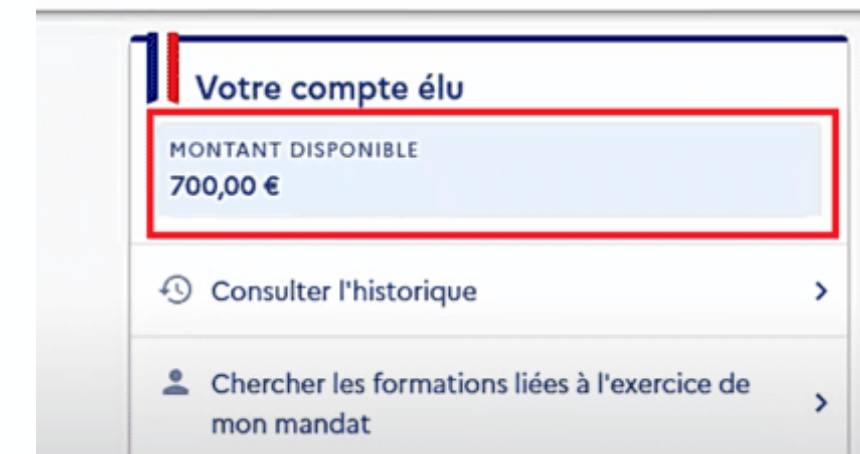 Votre compte élu
MONTANT DISPONIBLE
700,00 €
Consulter l'historique
Chercher les formations liées à l'exercice de
mon mandat